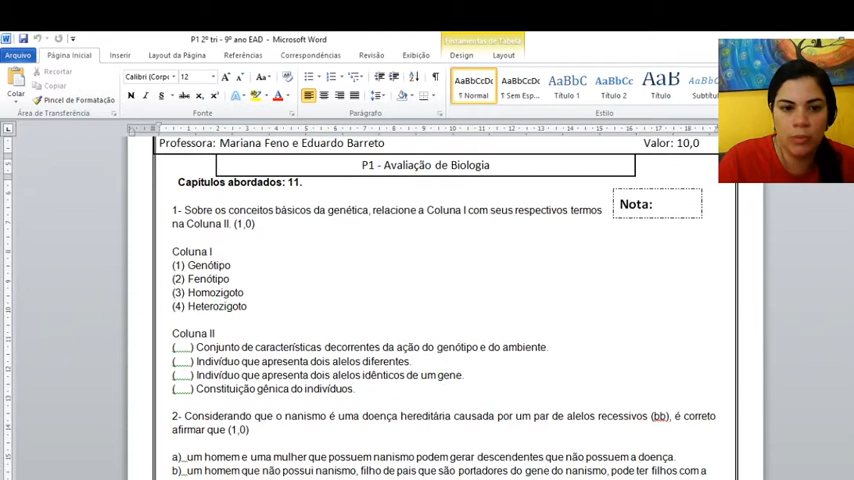 P1 2º tri - 9º ano EAD - Microsoft Word
Ferramentas de Tabela
Arquivo Página Inicial Inserir Layout da Página Referências Correspondências Revisão Exibição Design Layout
Colar Recortar Copiar Pincel de Formatação
Calibri (Corpo 12
AaBbCcDc AaBbCcDc AaBbC AaBbCc AaB AaBbCcI
¶ Normal ¶ Sem Esp... Título 1 Título 2 Título Subtít
Área de Transferência Fonte Parágrafo Estilo
Professora: Mariana Feno e Eduardo Barreto Valor: 10,0
P1 - Avaliação de Biologia
Capítulos abordados: 11.
Nota:
1- Sobre os conceitos básicos da genética, relacione a Coluna I com seus respectivos termos
na Coluna II. (1,0)
Coluna I
(1) Genótipo
(2) Fenótipo
(3) Homozigoto
(4) Heterozigoto
Coluna II
(___) Conjunto de características decorrentes da ação do genótipo e do ambiente.
(___) Indivíduo que apresenta dois alelos diferentes.
(___) Indivíduo que apresenta dois alelos idênticos de um gene.
(___) Constituição gênica do indivíduos.
2- Considerando que o nanismo é uma doença hereditária causada por um par de alelos recessivos (bb), é correto
afirmar que (1,0)
a)_um homem e uma mulher que possuem nanismo podem gerar descendentes que não possuem a doença.
b)_um homem que não possui nanismo, filho de pais que são portadores do gene do nanismo, pode ter filhos com a